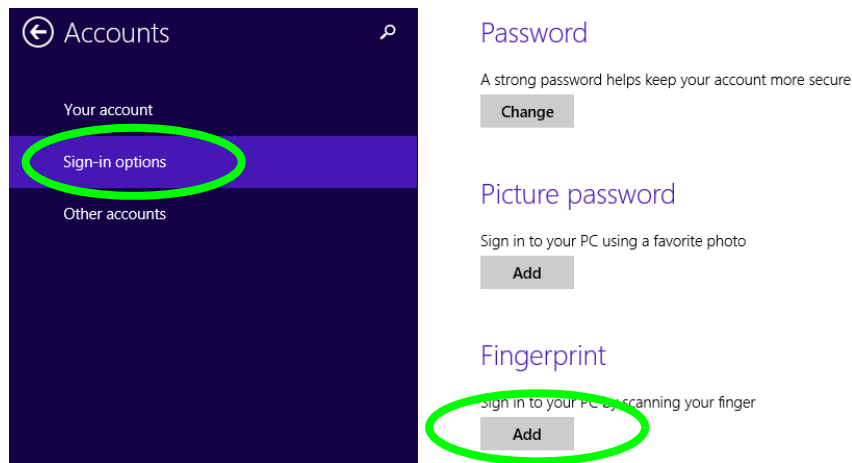 Accounts
Your account
Sign-in options
Other accounts
Password
A strong password helps keep your account more secure
Change
Picture password
Sign in to your PC using a favorite photo
Add
Fingerprint
Sign in to your PC by scanning your finger
Add